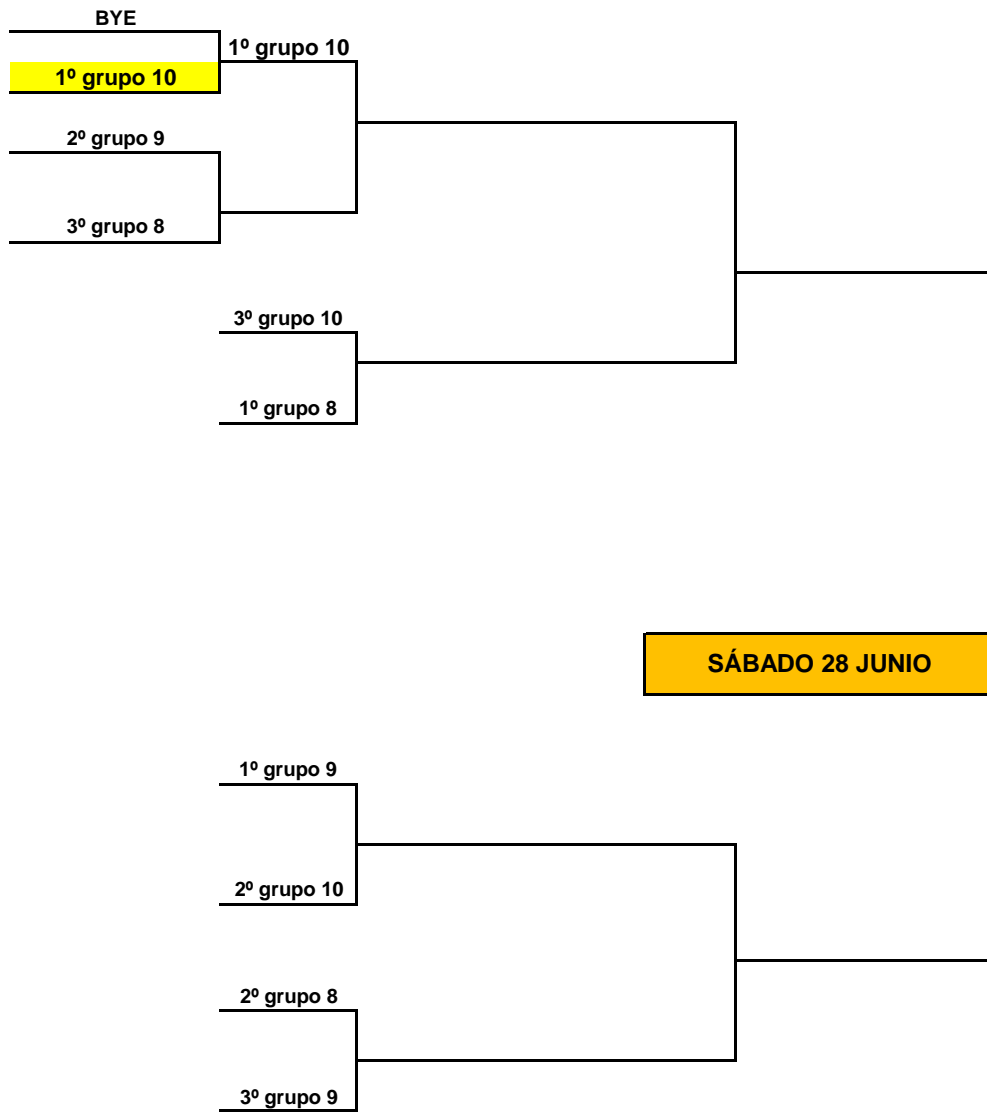 BYE
1º grupo 10
1º grupo 10
2º grupo 9
3º grupo 8
3º grupo 10
1º grupo 8
SÁBADO 28 JUNIO
1º grupo 9
2º grupo 10
2º grupo 8
3º grupo 9